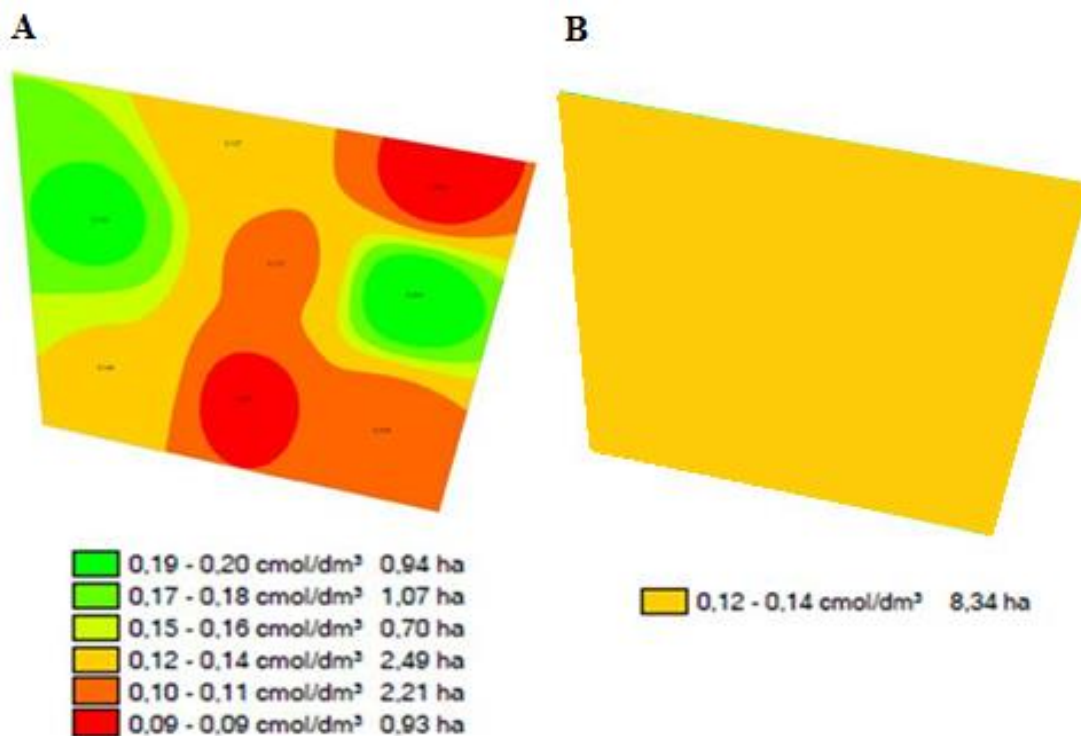 A
B
0,19 - 0,20 cmol/dm³ 0,94 ha
0,17 - 0,18 cmol/dm³ 1,07 ha
0,15 - 0,16 cmol/dm³ 0,70 ha
0,12 - 0,14 cmol/dm³ 2,49 ha
0,10 - 0,11 cmol/dm³ 2,21 ha
0,09 - 0,09 cmol/dm³ 0,93 ha
0,12 - 0,14 cmol/dm³ 8,34 ha